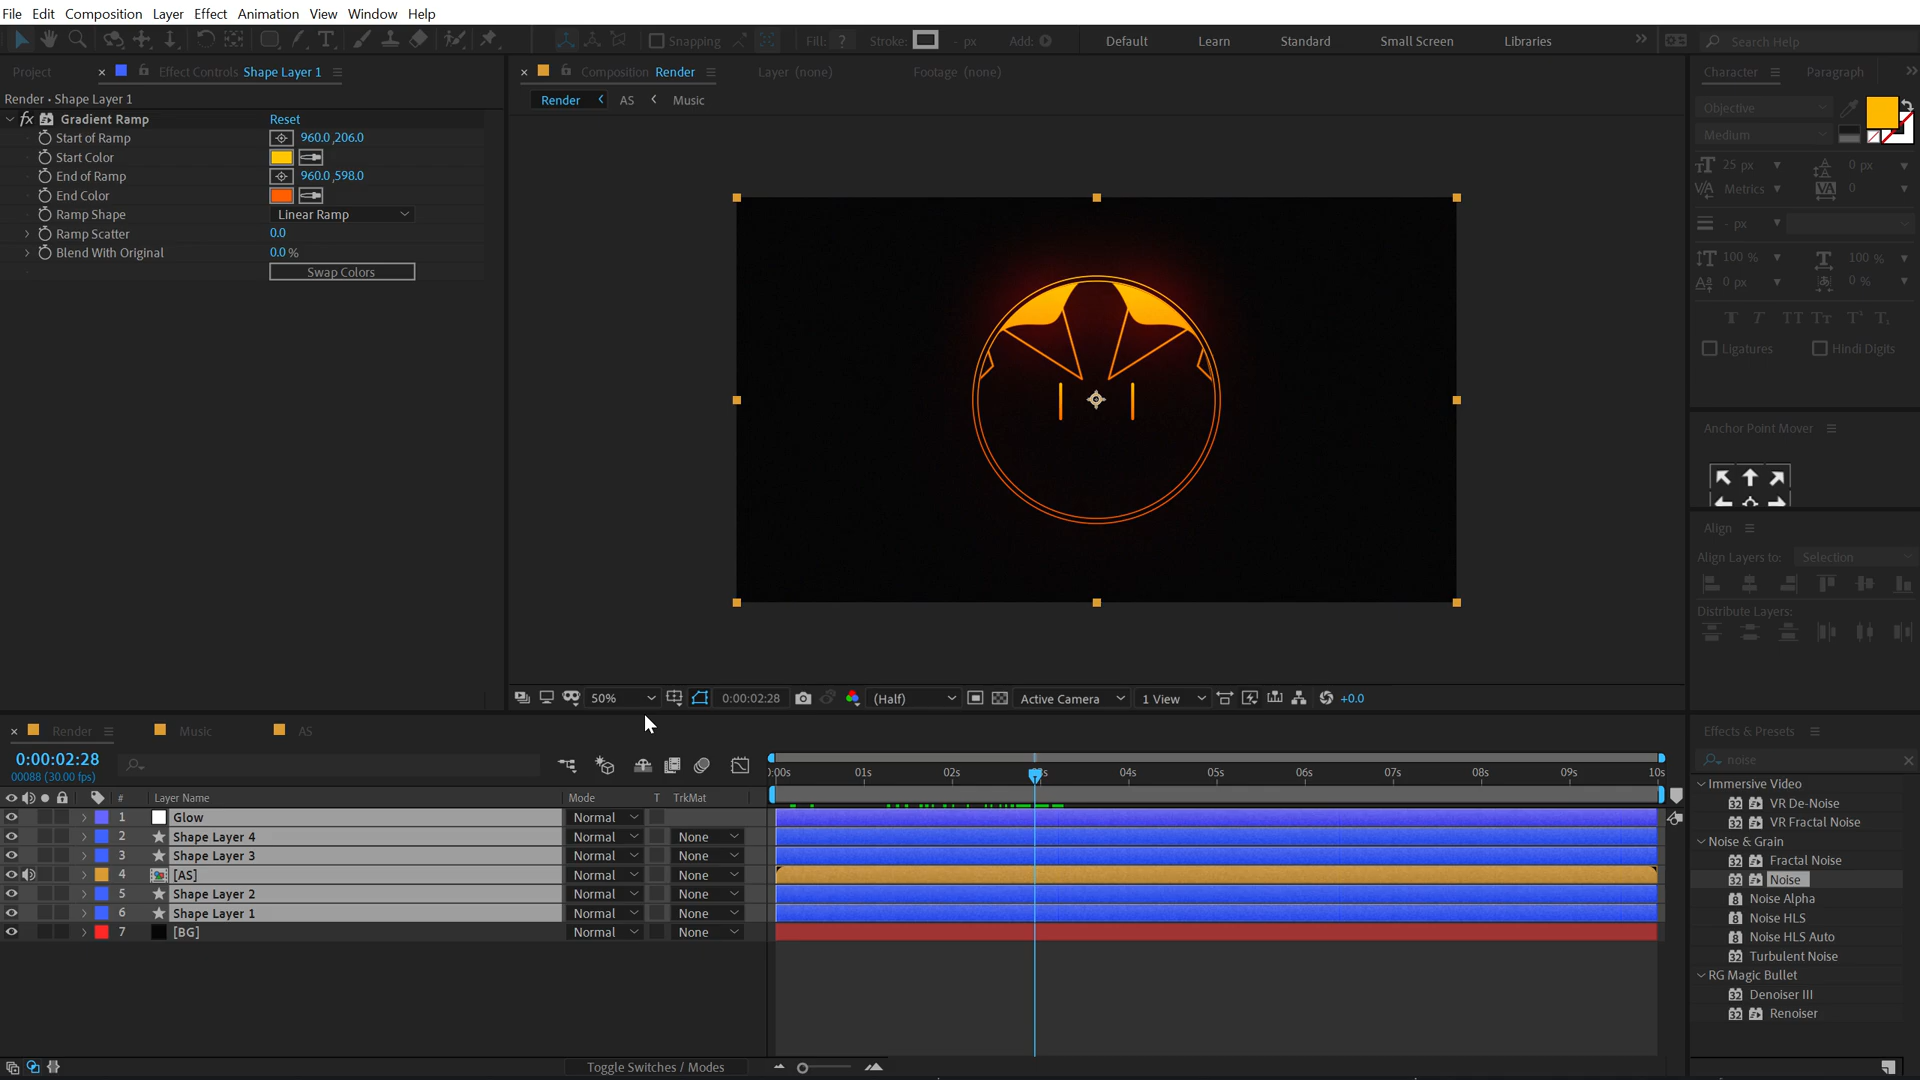 File Edit Composition Layer Effect Animation View Window Help
Snapping Fill: ? Stroke: - px Add: Default Learn Standard Small Screen Libraries Search Help
Project Effect Controls Shape Layer 1
Composition Render Layer (none) Footage (none)
Character Paragraph
Render • Shape Layer 1
Render AS Music
Gradient Ramp Reset
Start of Ramp 960.0,206.0
Start Color
End of Ramp 960.0,598.0
End Color
Ramp Shape Linear Ramp
Ramp Scatter 0.0
Blend With Original 0.0 %
Swap Colors
Objective
Medium
25 px 0 px
Metrics 0
- px
100 % 100 %
0 px 0 %
Ligatures Hindi Digits
Anchor Point Mover
Align
Align Layers to: Selection
Distribute Layers:
50% 0:00:02:28 (Half) Active Camera 1 View +0.0
Render Music AS
0:00:02:28
00088 (30.00 fps)
:00s 01s 02s 03s 04s 05s 06s 07s 08s 09s 10s
# Layer Name Mode T TrkMat
1 Glow Normal
2 Shape Layer 4 Normal None
3 Shape Layer 3 Normal None
4 [AS] Normal None
5 Shape Layer 2 Normal None
6 Shape Layer 1 Normal None
7 [BG] Normal None
Toggle Switches / Modes
Effects & Presets
noise
Immersive Video
32 VR De-Noise
32 VR Fractal Noise
Noise & Grain
32 Fractal Noise
32 Noise
8 Noise Alpha
8 Noise HLS
8 Noise HLS Auto
32 Turbulent Noise
RG Magic Bullet
32 Denoiser III
32 Renoiser